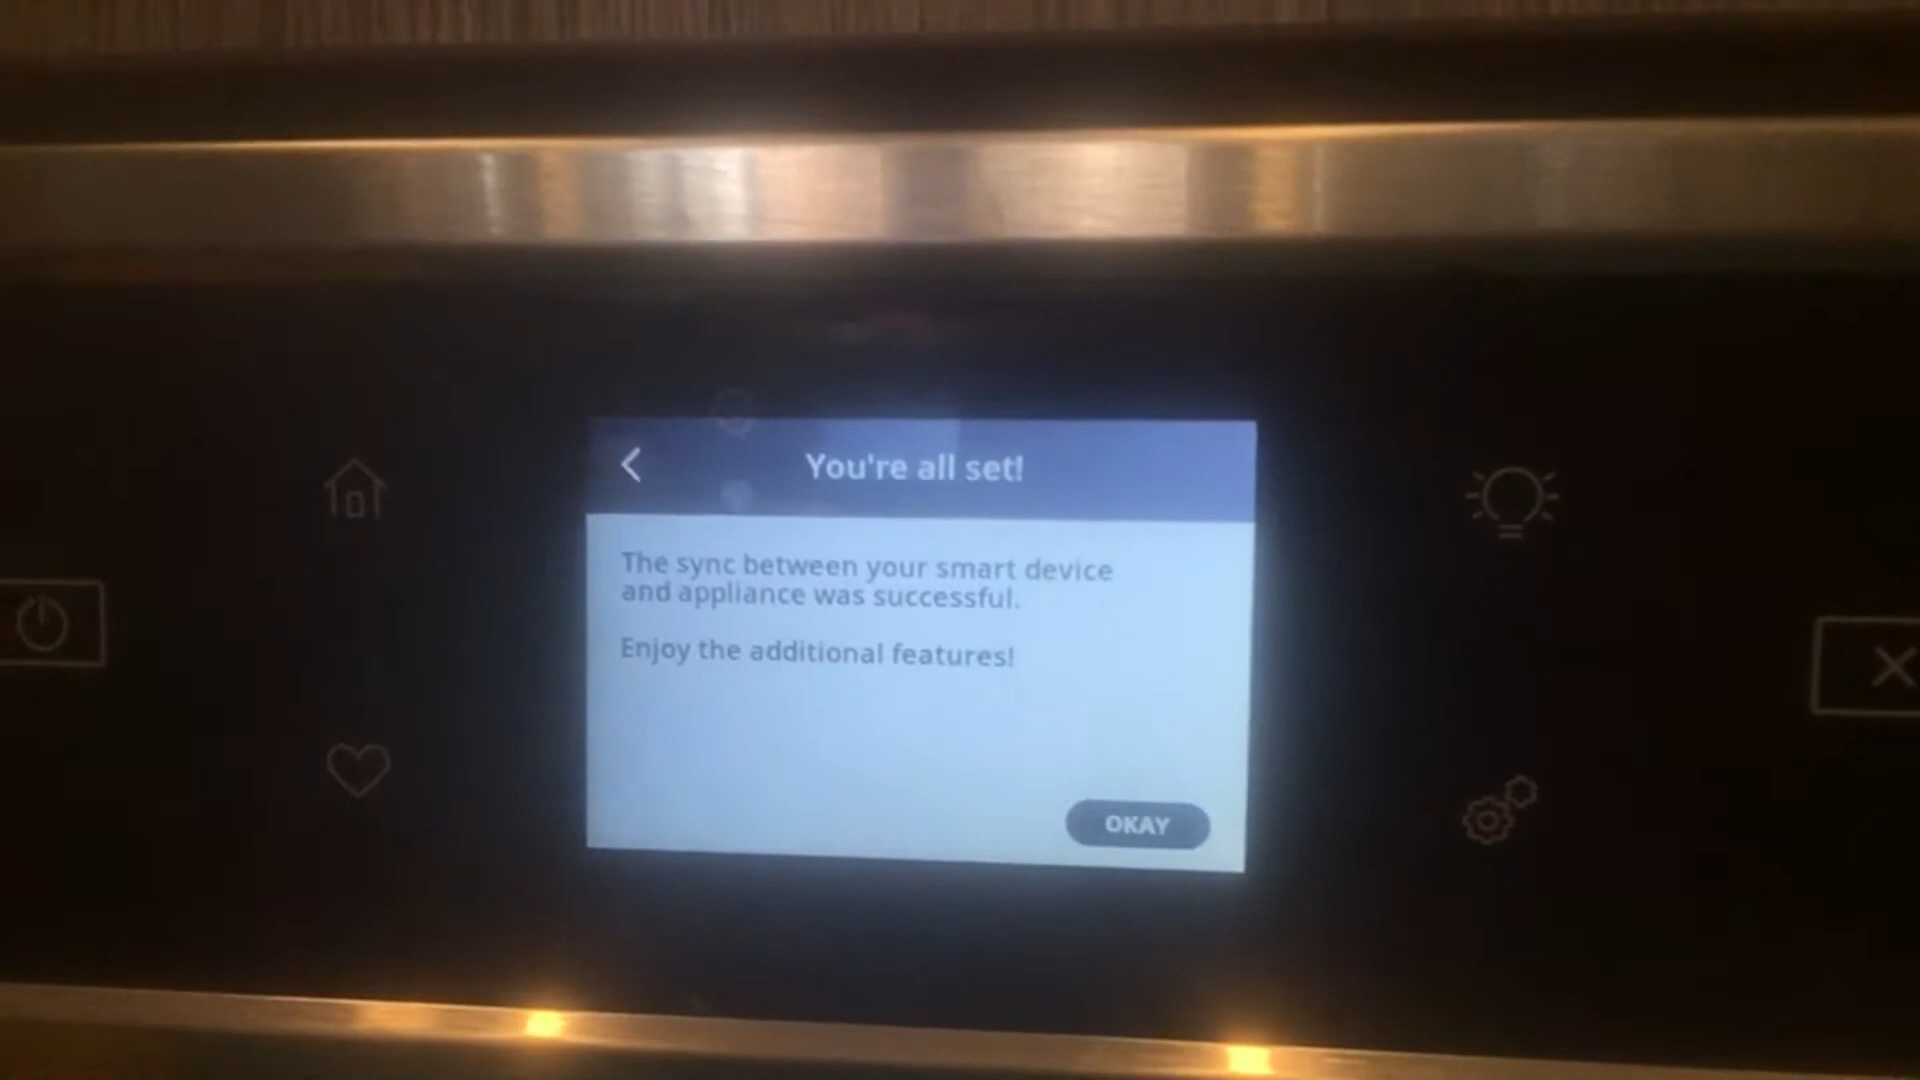 You're all set!
The sync between your smart device
and appliance was successful.
Enjoy the additional features!
OKAY